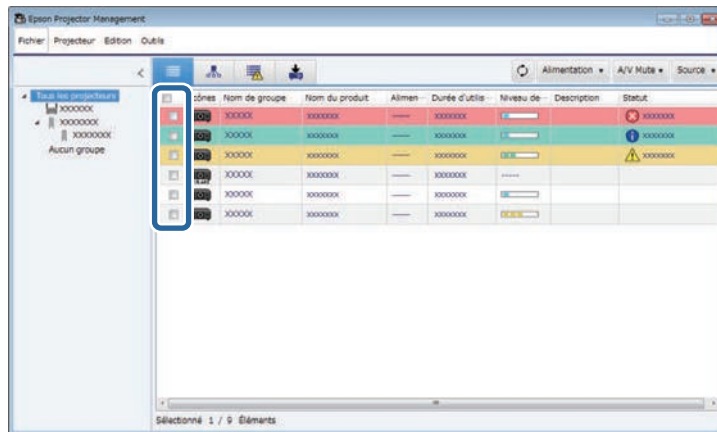 Epson Projector Management
Fichier Projecteur Edition Outils
Alimentation A/V Mute Source
Tous les projecteurs
XXXXXX
XXXXXXX
XXXXXXX
Aucun groupe
cônes Nom de groupe Nom du produit Alimen··· Durée d'utilis··· Niveau de··· Description Statut
XXXXX XXXXXXX ---- XXXXXXX XXXXXXX
XXXXX XXXXXXX ---- XXXXXXX XXXXXXX
XXXXX XXXXXXX ---- XXXXXXX XXXXXXX
XXXXX XXXXXXX ---- XXXXXXX -----
XXXXX XXXXXXX ---- XXXXXXX
XXXXX XXXXXXX ---- XXXXXXX
Sélectionné 1 / 9 Éléments